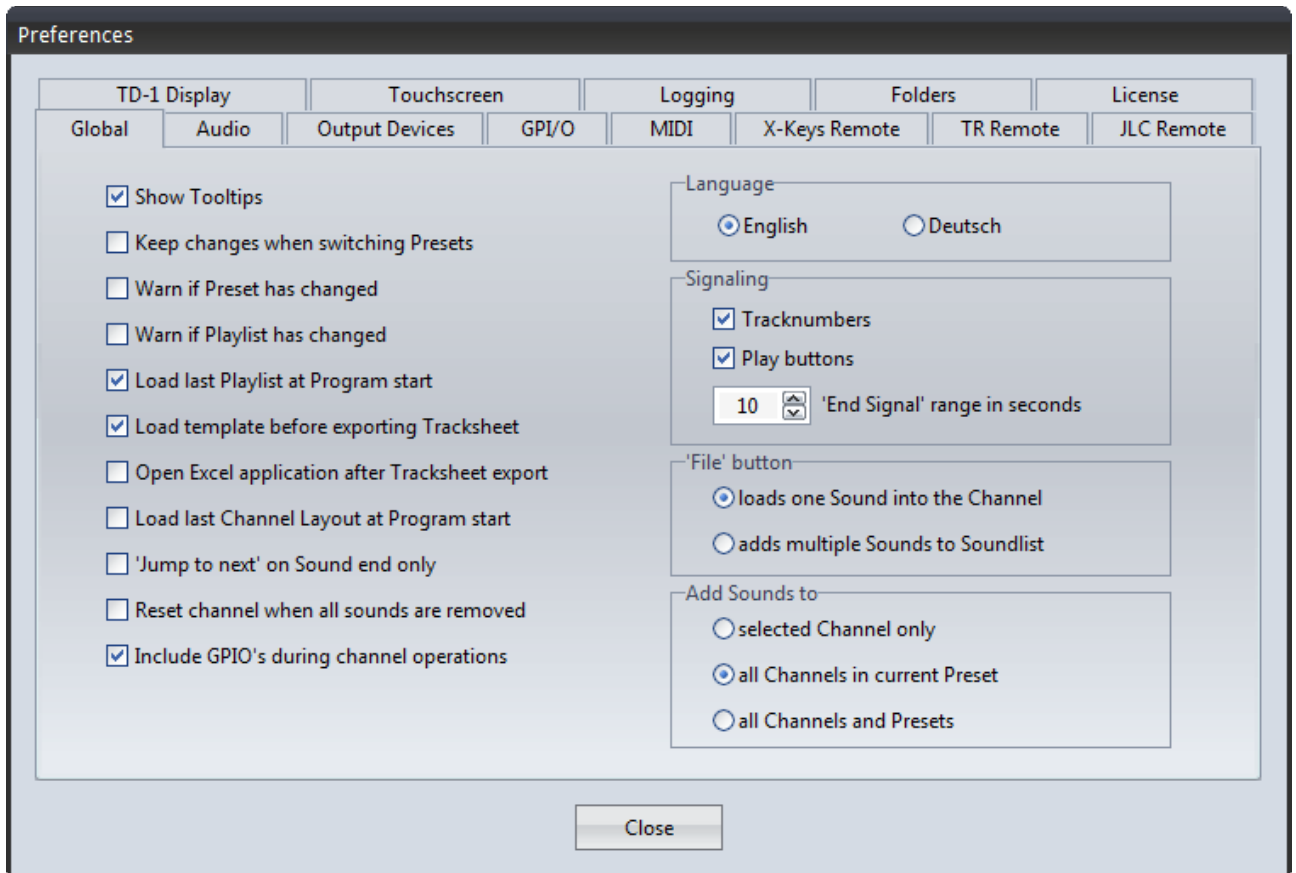 Preferences
TD-1 Display Touchscreen Logging Folders License
Global Audio Output Devices GPI/O MIDI X-Keys Remote TR Remote JLC Remote
Show Tooltips
Keep changes when switching Presets
Warn if Preset has changed
Warn if Playlist has changed
Load last Playlist at Program start
Load template before exporting Tracksheet
Open Excel application after Tracksheet export
Load last Channel Layout at Program start
'Jump to next' on Sound end only
Reset channel when all sounds are removed
Include GPIO's during channel operations
Language
English Deutsch
Signaling
Tracknumbers
Play buttons
10 'End Signal' range in seconds
'File' button
loads one Sound into the Channel
adds multiple Sounds to Soundlist
Add Sounds to
selected Channel only
all Channels in current Preset
all Channels and Presets
Close